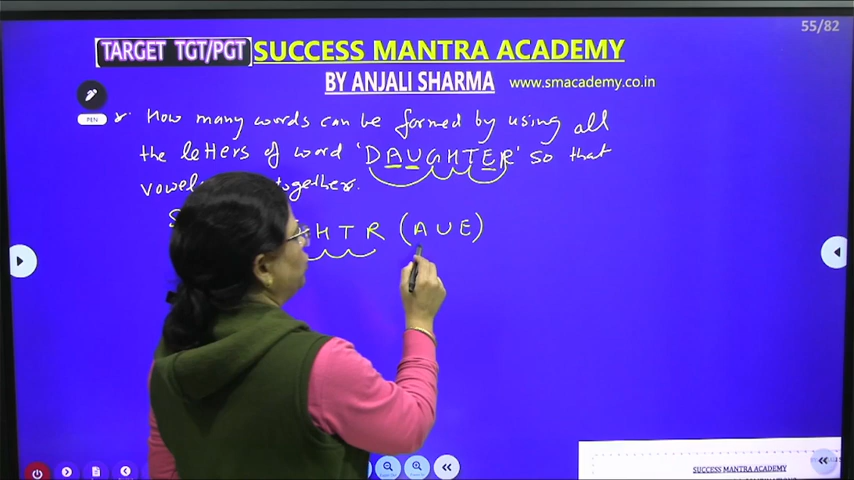 55/82
TARGET TGT/PGT SUCCESS MANTRA ACADEMY
BY ANJALI SHARMA www.smacademy.co.in
PEN
How many words can be formed by using all
the letters of word 'DAUGHTER' so that
together.
H T R (A U E)
SUCCESS MANTRA ACADEMY